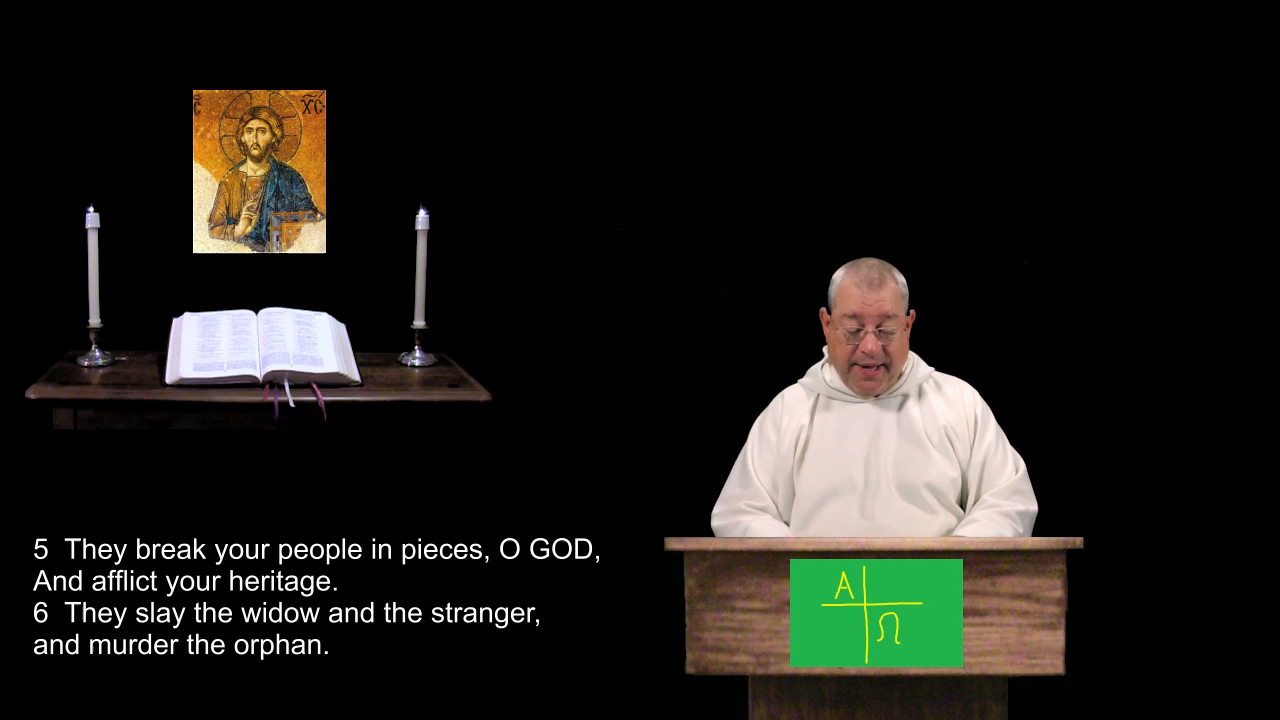 C XC
5 They break your people in pieces, O GOD,
And afflict your heritage.
6 They slay the widow and the stranger,
and murder the orphan.
A
Ω